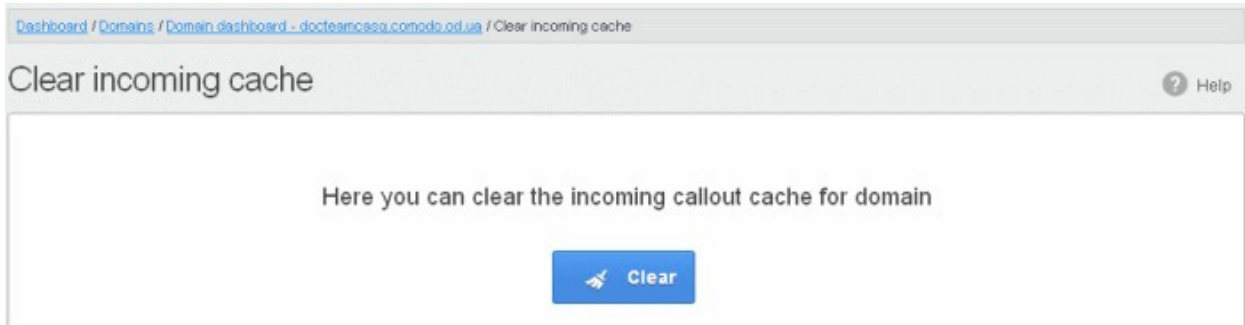 Dashboard / Domains / Domain dashboard - docteamcasg.comodo.od.ua / Clear incoming cache
Clear incoming cache
Help
Here you can clear the incoming callout cache for domain
Clear